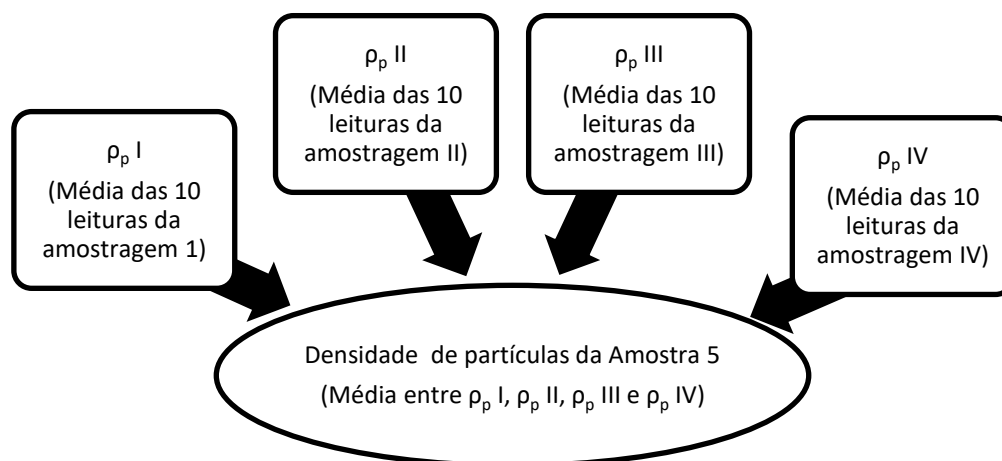 ρp I
(Média das 10
leituras da
amostragem 1)
ρp II
(Média das 10
leituras da
amostragem II)
ρp III
(Média das 10
leituras da
amostragem III)
ρp IV
(Média das 10
leituras da
amostragem IV)
Densidade de partículas da Amostra 5
(Média entre ρp I, ρp II, ρp III e ρp IV)